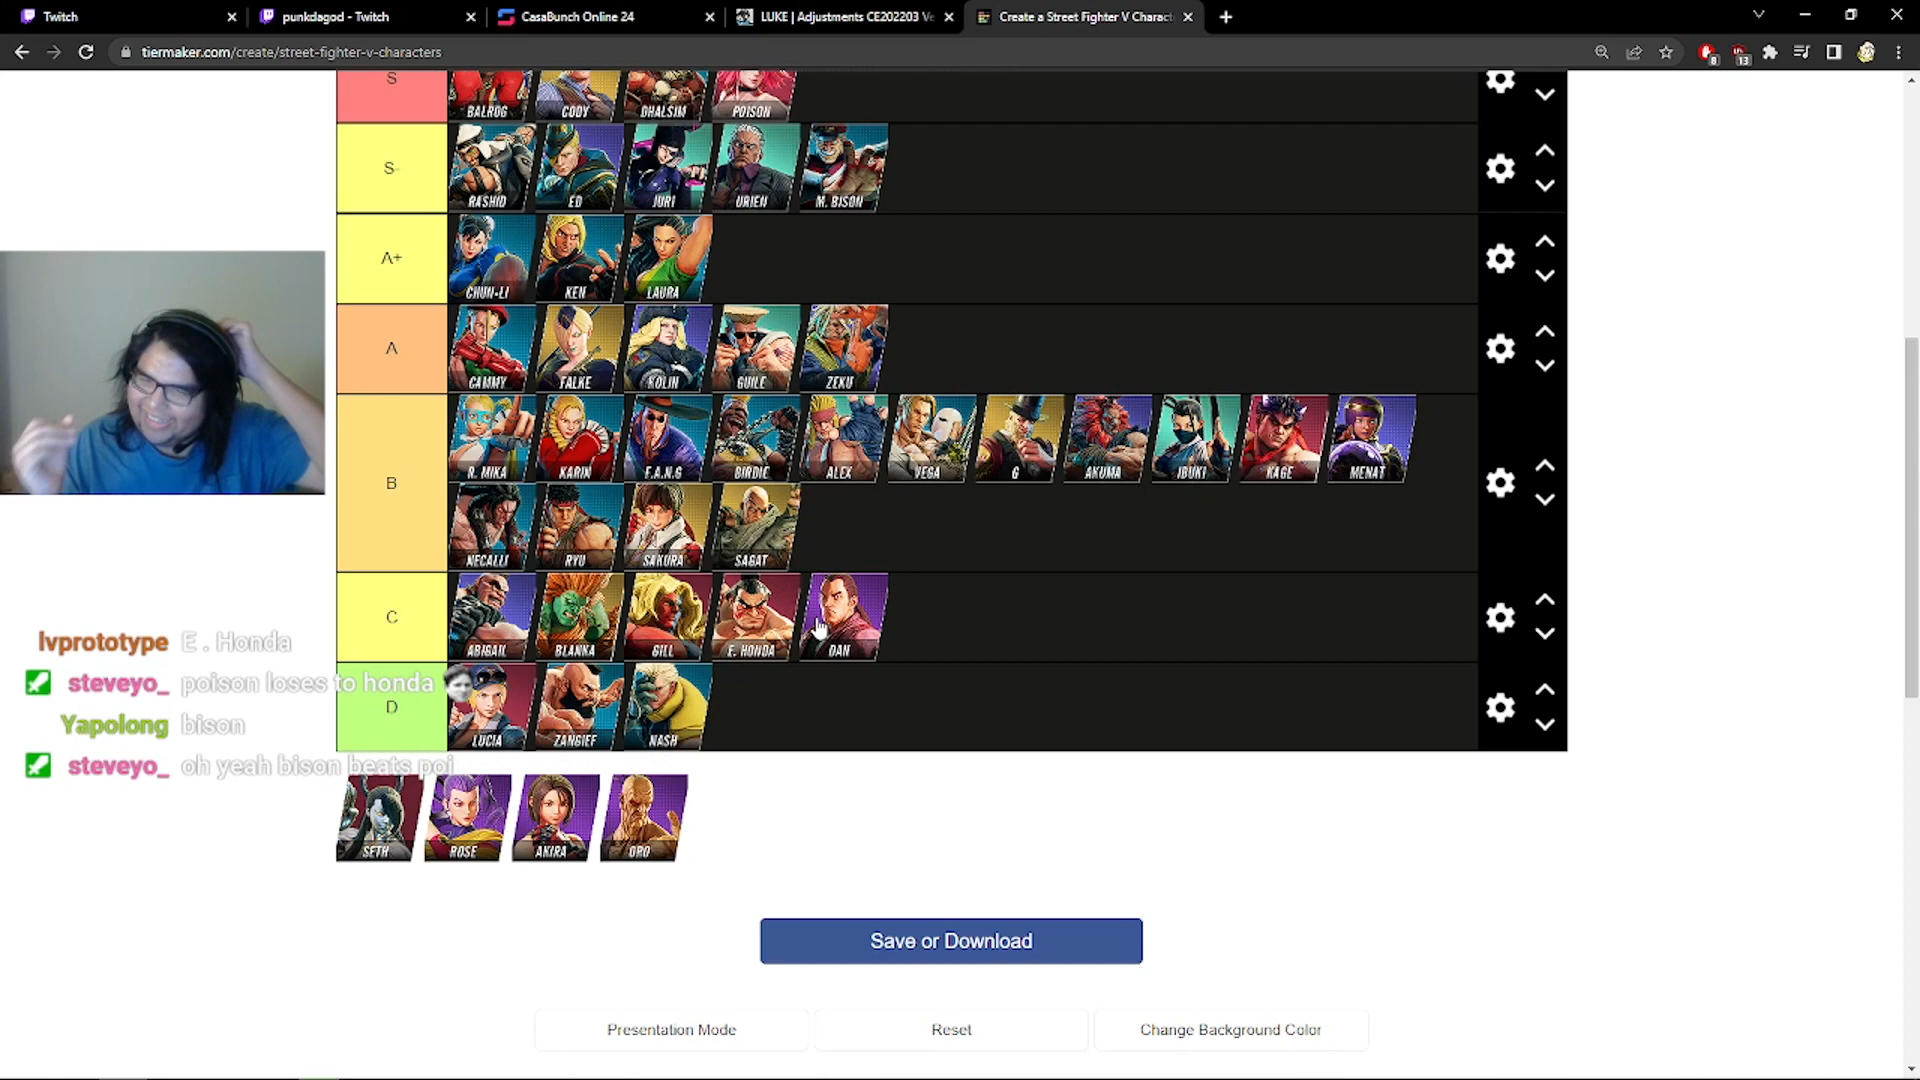 Twitch
punkdagod - Twitch
CasaBunch Online 24
LUKE | Adjustments CE202203 Ve
Create a Street Fighter V Charact
tiermaker.com/create/street-fighter-v-characters
8
13
S
BALROG CODY DHALSIM POISON
S-
RASHID ED JURI URIEN M. BISON
A+
CHUN-LI KEN LAURA
A
CAMMY FALKE KOLIN GUILE ZEKU
B
R. MIKA KARIN F.A.N.G BIRDIE ALEX VEGA G AKUMA IBUKI KAGE MENAT
NECALLI RYU SAKURA SAGAT
C
ABIGAIL BLANKA GILL E. HONDA DAN
D
LUCIA ZANGIEF NASH
lvprototype E . Honda
steveyo_ poison loses to honda
Yapolong bison
steveyo_ oh yeah bison beats poi
SETH ROSE AKIRA ORO
Save or Download
Presentation Mode
Reset
Change Background Color